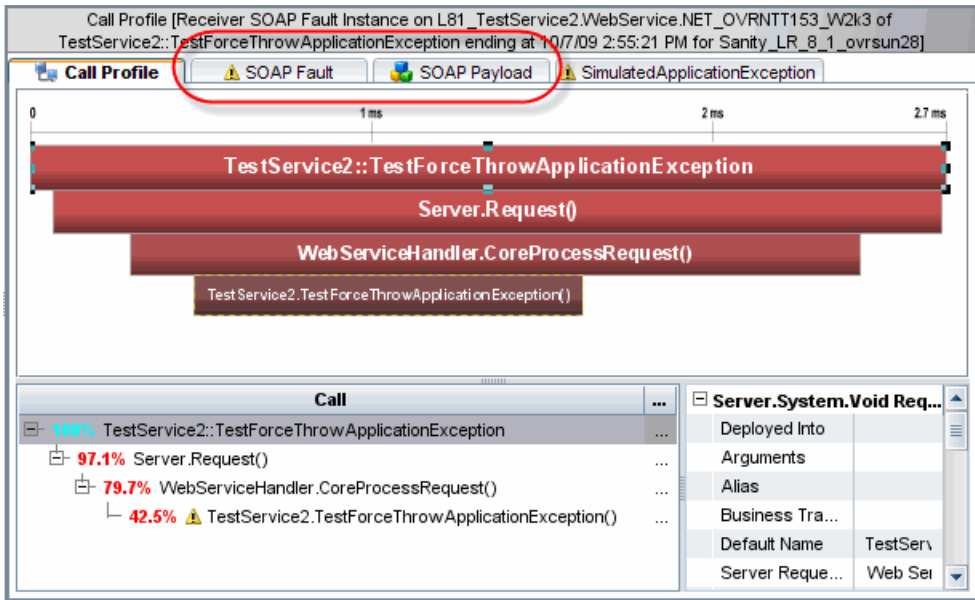 Call Profile [Receiver SOAP Fault Instance on L81_TestService2.WebService.NET_OVRNTT153_W2k3 of
TestService2::TestForceThrowApplicationException ending at 10/7/09 2:55:21 PM for Sanity_LR_8_1_ovrsun28]
Call Profile SOAP Fault SOAP Payload SimulatedApplicationException
0 1 ms 2 ms 2.7 ms
TestService2::TestForceThrowApplicationException
Server.Request()
WebServiceHandler.CoreProcessRequest()
TestService2.TestForceThrowApplicationException()
Call ...
100% TestService2::TestForceThrowApplicationException ...
97.1% Server.Request() ...
79.7% WebServiceHandler.CoreProcessRequest() ...
42.5% TestService2.TestForceThrowApplicationException() ...
Server.System.Void Req...
Deployed Into
Arguments
Alias
Business Tra...
Default Name TestServ
Server Reque... Web Ser